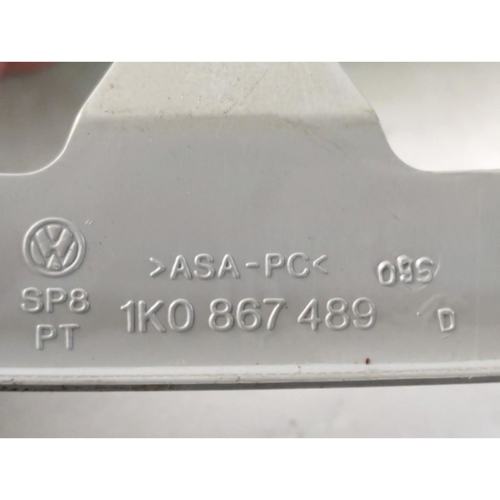 >ASA-PC<
SP8
PT
1K0 867 489
D